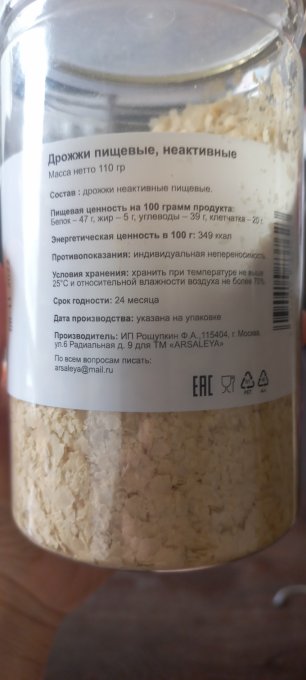 Дрожжи пищевые, неактивные
Масса нетто 110 гр
Состав : дрожжи неактивные пищевые.
Пищевая ценность на 100 грамм продукта:
Белок – 47 г, жир – 5 г, углеводы – 39 г, клетчатка –
Энергетическая ценность в 100 г: 349 ккал
Противопоказания: индивидуальная непереносимость
Условия хранения: хранить при температуре не выше
25°С и относительной влажности воздуха не более 70%
Срок годности: 24 месяца
Дата производства: указана на упаковке
Производитель: ИП Рощупкин Ф.А.,115404, г. Москва,
ул.6 Радиальная д. 9 для ТМ «ARSALEYA»
По всем вопросам писать:
arsaleya@mail.ru
EAC